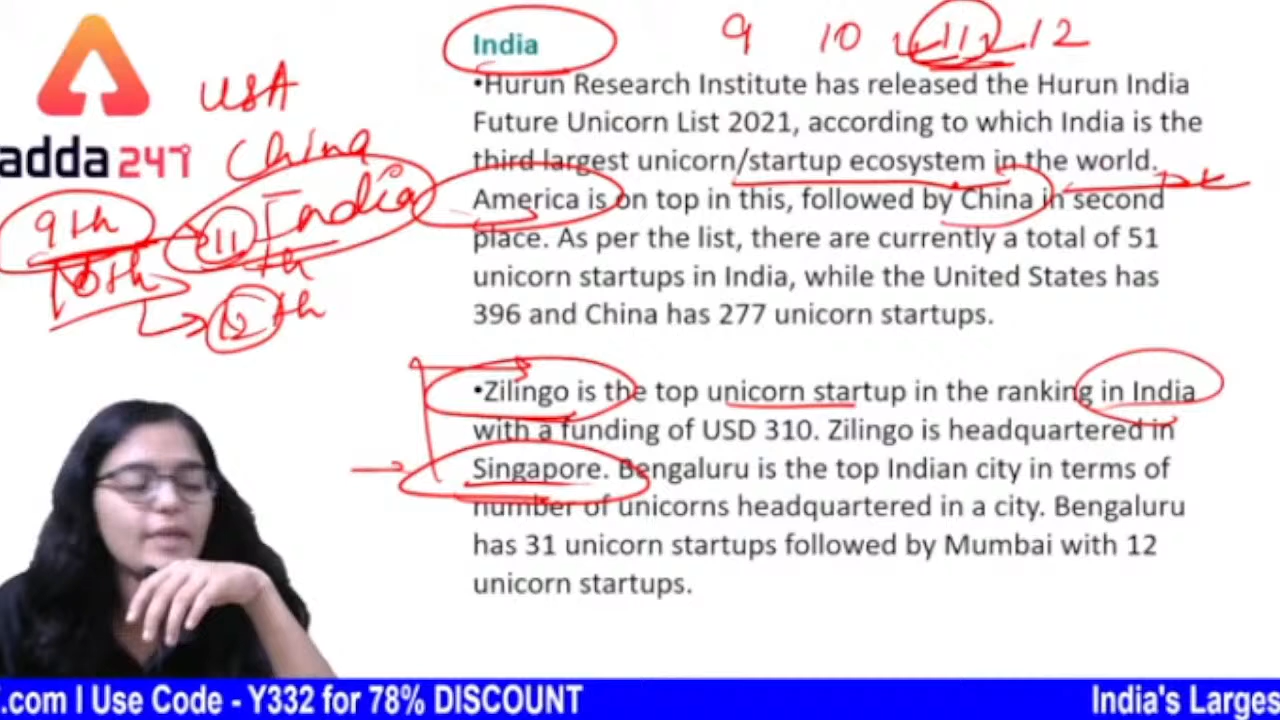 India
9 10 11 12
•Hurun Research Institute has released the Hurun India
Future Unicorn List 2021, according to which India is the
third largest unicorn/startup ecosystem in the world.
America is on top in this, followed by China in second
place. As per the list, there are currently a total of 51
unicorn startups in India, while the United States has
396 and China has 277 unicorn startups.
•Zilingo is the top unicorn startup in the ranking in India
with a funding of USD 310. Zilingo is headquartered in
Singapore. Bengaluru is the top Indian city in terms of
number of unicorns headquartered in a city. Bengaluru
has 31 unicorn startups followed by Mumbai with 12
unicorn startups.
adda247
USA
China
India
9th
11th
10th
12th
.com I Use Code - Y332 for 78% DISCOUNT
India's Larges